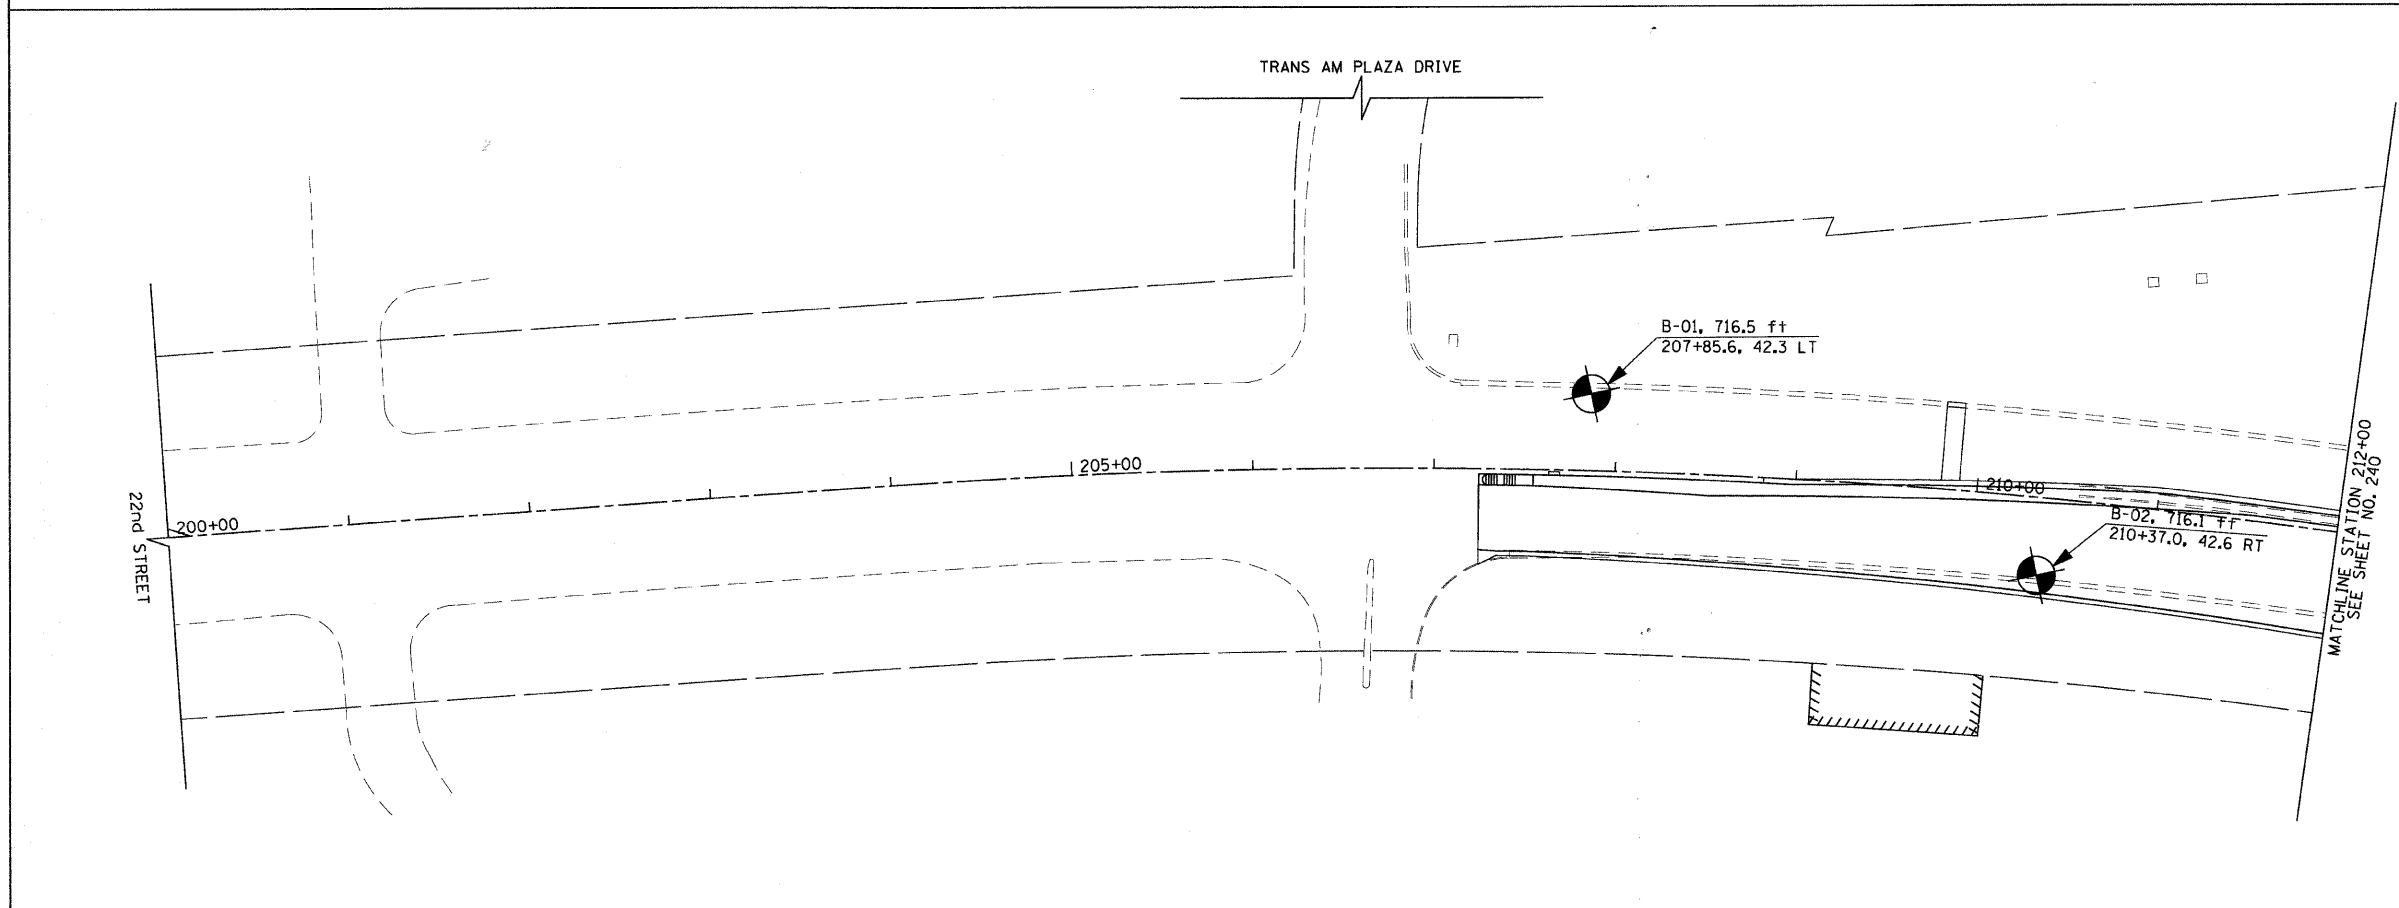 TRANS AM PLAZA DRIVE
B-01, 716.5 ft
207+85.6, 42.3 LT
205+00
200+00
22nd STREET
210+00
B-02, 716.1 ft
210+37.0, 42.6 RT
MATCHLINE STATION 212+00
SEE SHEET NO. 240